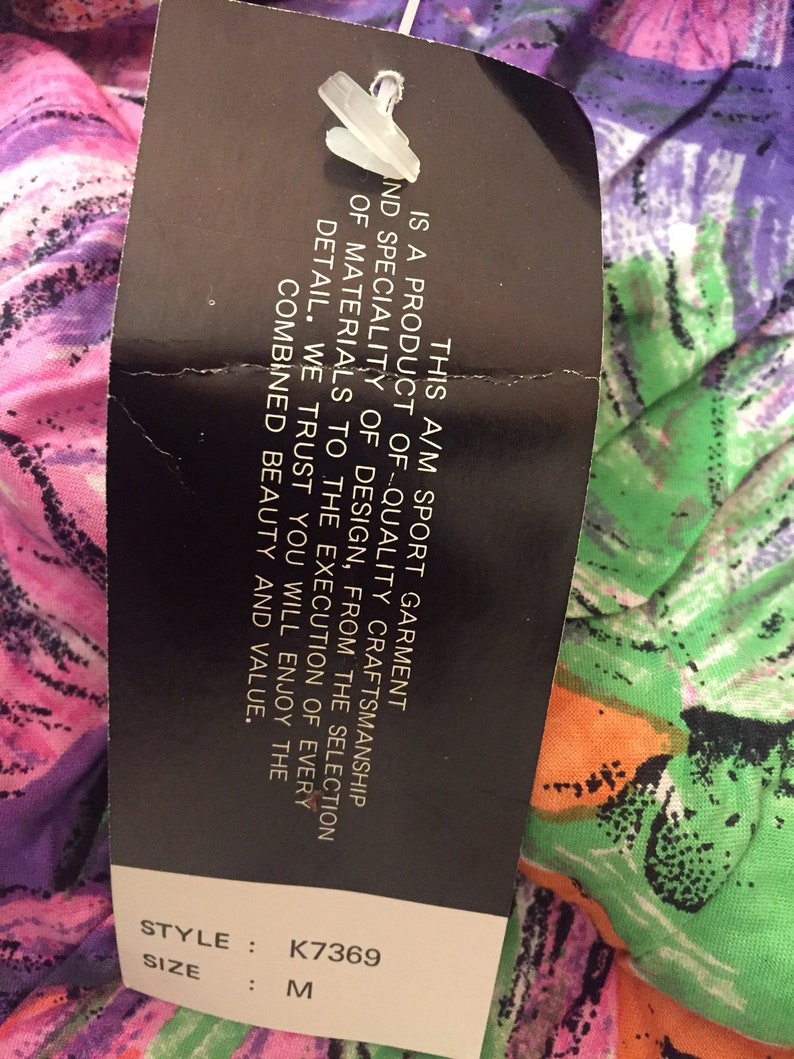 THIS A/M SPORT GARMENT
IS A PRODUCT OF QUALITY CRAFTSMANSHIP
ND SPECIALITY OF DESIGN, FROM THE SELECTION
OF MATERIALS TO THE EXECUTION OF EVERY
DETAIL. WE TRUST YOU WILL ENJOY THE
COMBINED BEAUTY AND VALUE.
STYLE : K7369
SIZE : M